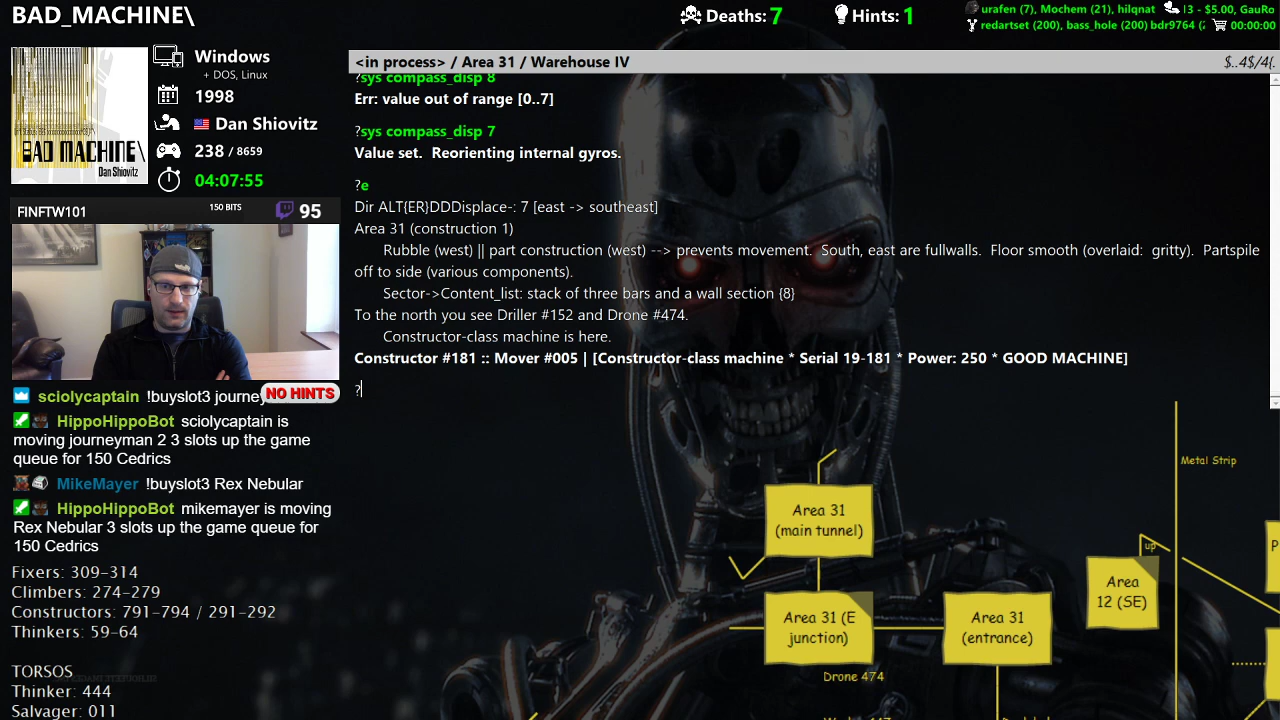 BAD_MACHINE\
Deaths: 7
Hints: 1
urafen (7), Mochem (21), hilqnat
redartset (200), bass_hole (200) bdr9764 (
l3 - $5.00, GauRo
00:00:00
Windows
+ DOS, Linux
1998
Dan Shiovitz
238 / 8659
04:07:55
BAD MACHINE\
Dan Shiovitz
FINFTW101
150 BITS
95
NO HINTS
sciolycaptain !buyslot3 journey
HippoHippoBot sciolycaptain is
moving journeyman 2 3 slots up the game
queue for 150 Cedrics
MikeMayer !buyslot3 Rex Nebular
HippoHippoBot mikemayer is moving
Rex Nebular 3 slots up the game queue for
150 Cedrics
Fixers: 309-314
Climbers: 274-279
Constructors: 791-794 / 291-292
Thinkers: 59-64
TORSOS
Thinker: 444
Salvager: 011
<in process> / Area 31 / Warehouse IV
$..4$/4{.
?sys compass_disp 8
Err: value out of range [0..7]
?sys compass_disp 7
Value set. Reorienting internal gyros.
?e
Dir ALT{ER}DDDisplace-: 7 [east -> southeast]
Area 31 (construction 1)
Rubble (west) || part construction (west) --> prevents movement. South, east are fullwalls. Floor smooth (overlaid: gritty). Partspile
off to side (various components).
Sector->Content_list: stack of three bars and a wall section {8}
To the north you see Driller #152 and Drone #474.
Constructor-class machine is here.
Constructor #181 :: Mover #005 | [Constructor-class machine * Serial 19-181 * Power: 250 * GOOD MACHINE]
?
Metal Strip
Area 31
(main tunnel)
up
Area
12 (SE)
Area 31 (E
junction)
Area 31
(entrance)
Drone 474